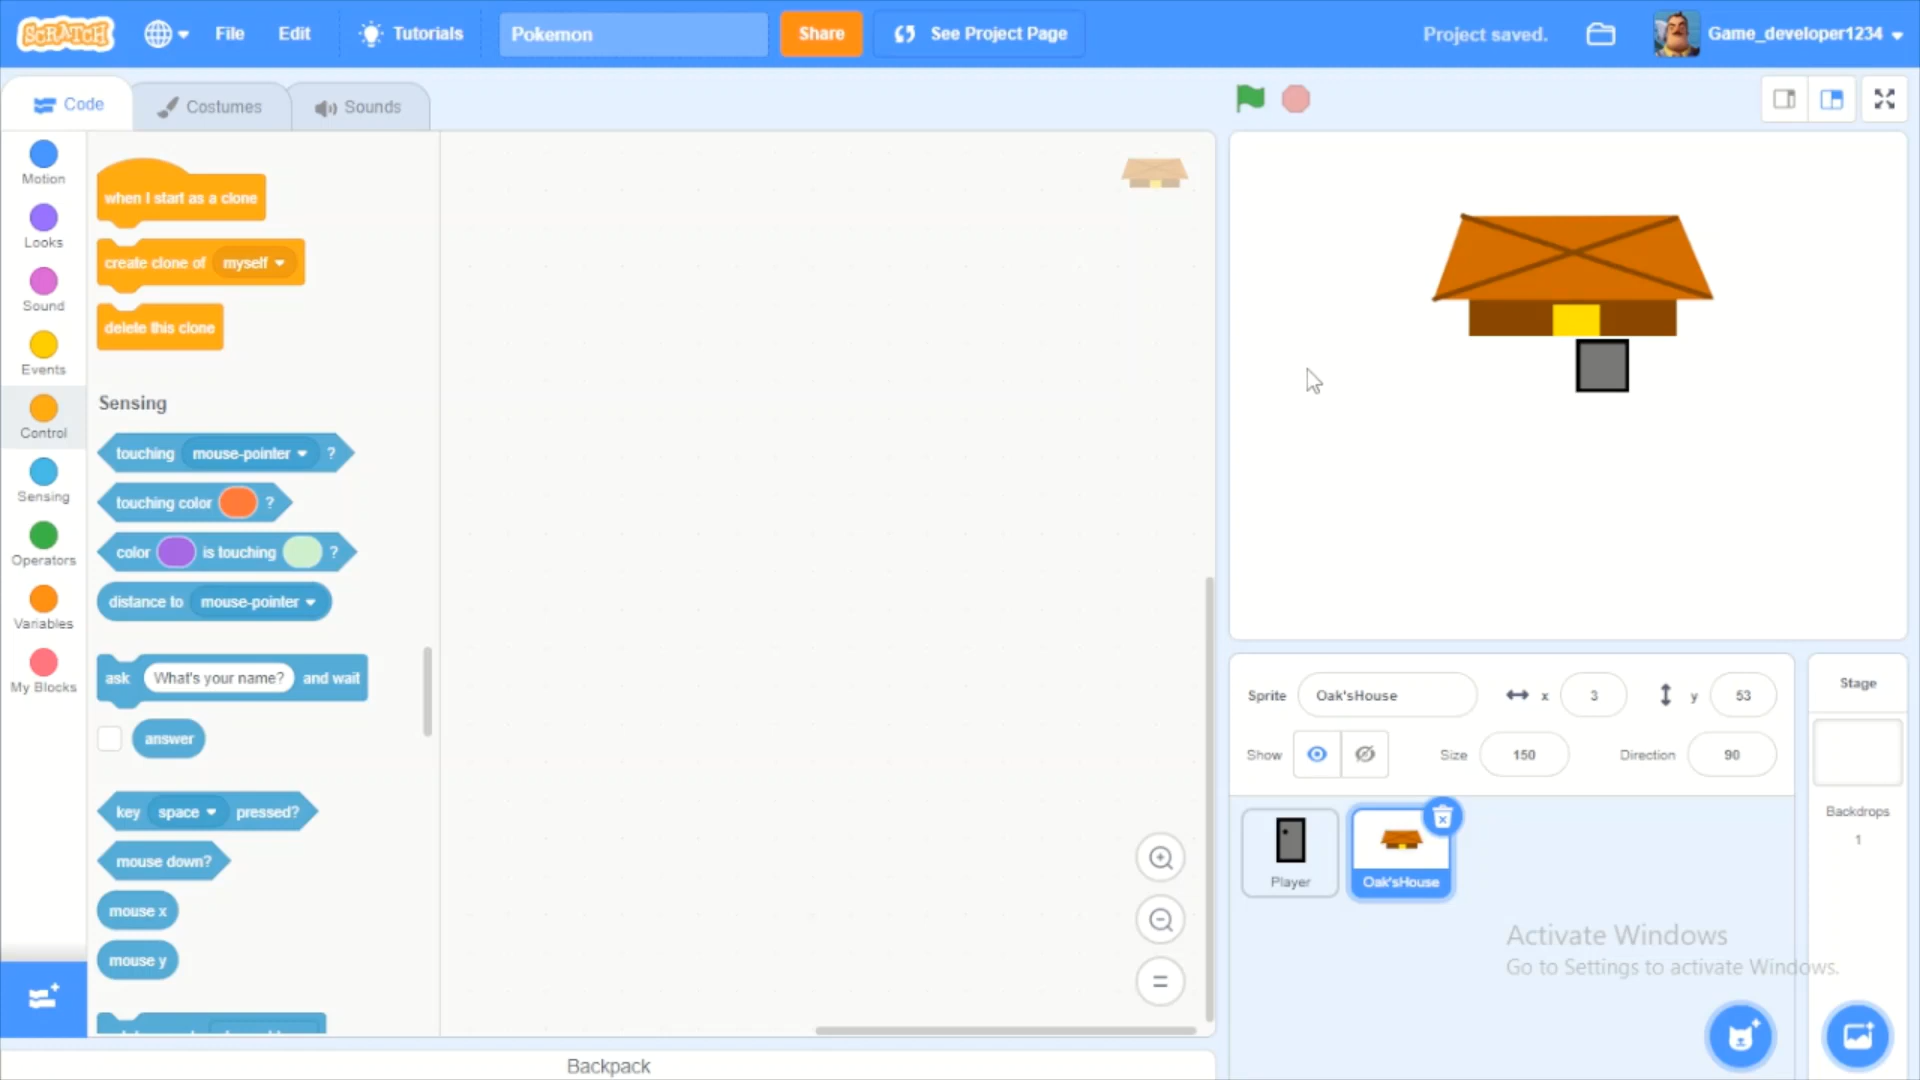 SCRATCH
File
Edit
Tutorials
Pokemon
Share
See Project Page
Project saved.
Game_developer1234
Code
Costumes
Sounds
Motion
Looks
Sound
Events
Control
Sensing
Operators
Variables
My Blocks
when I start as a clone
create clone of myself
delete this clone
Sensing
touching mouse-pointer ?
touching color ?
color is touching ?
distance to mouse-pointer
ask What's your name? and wait
answer
key space pressed?
mouse down?
mouse x
mouse y
Backpack
Sprite Oak'sHouse x 3 y 53
Show Size 150 Direction 90
Player
Oak'sHouse
Stage
Backdrops
1
Activate Windows
Go to Settings to activate Windows.